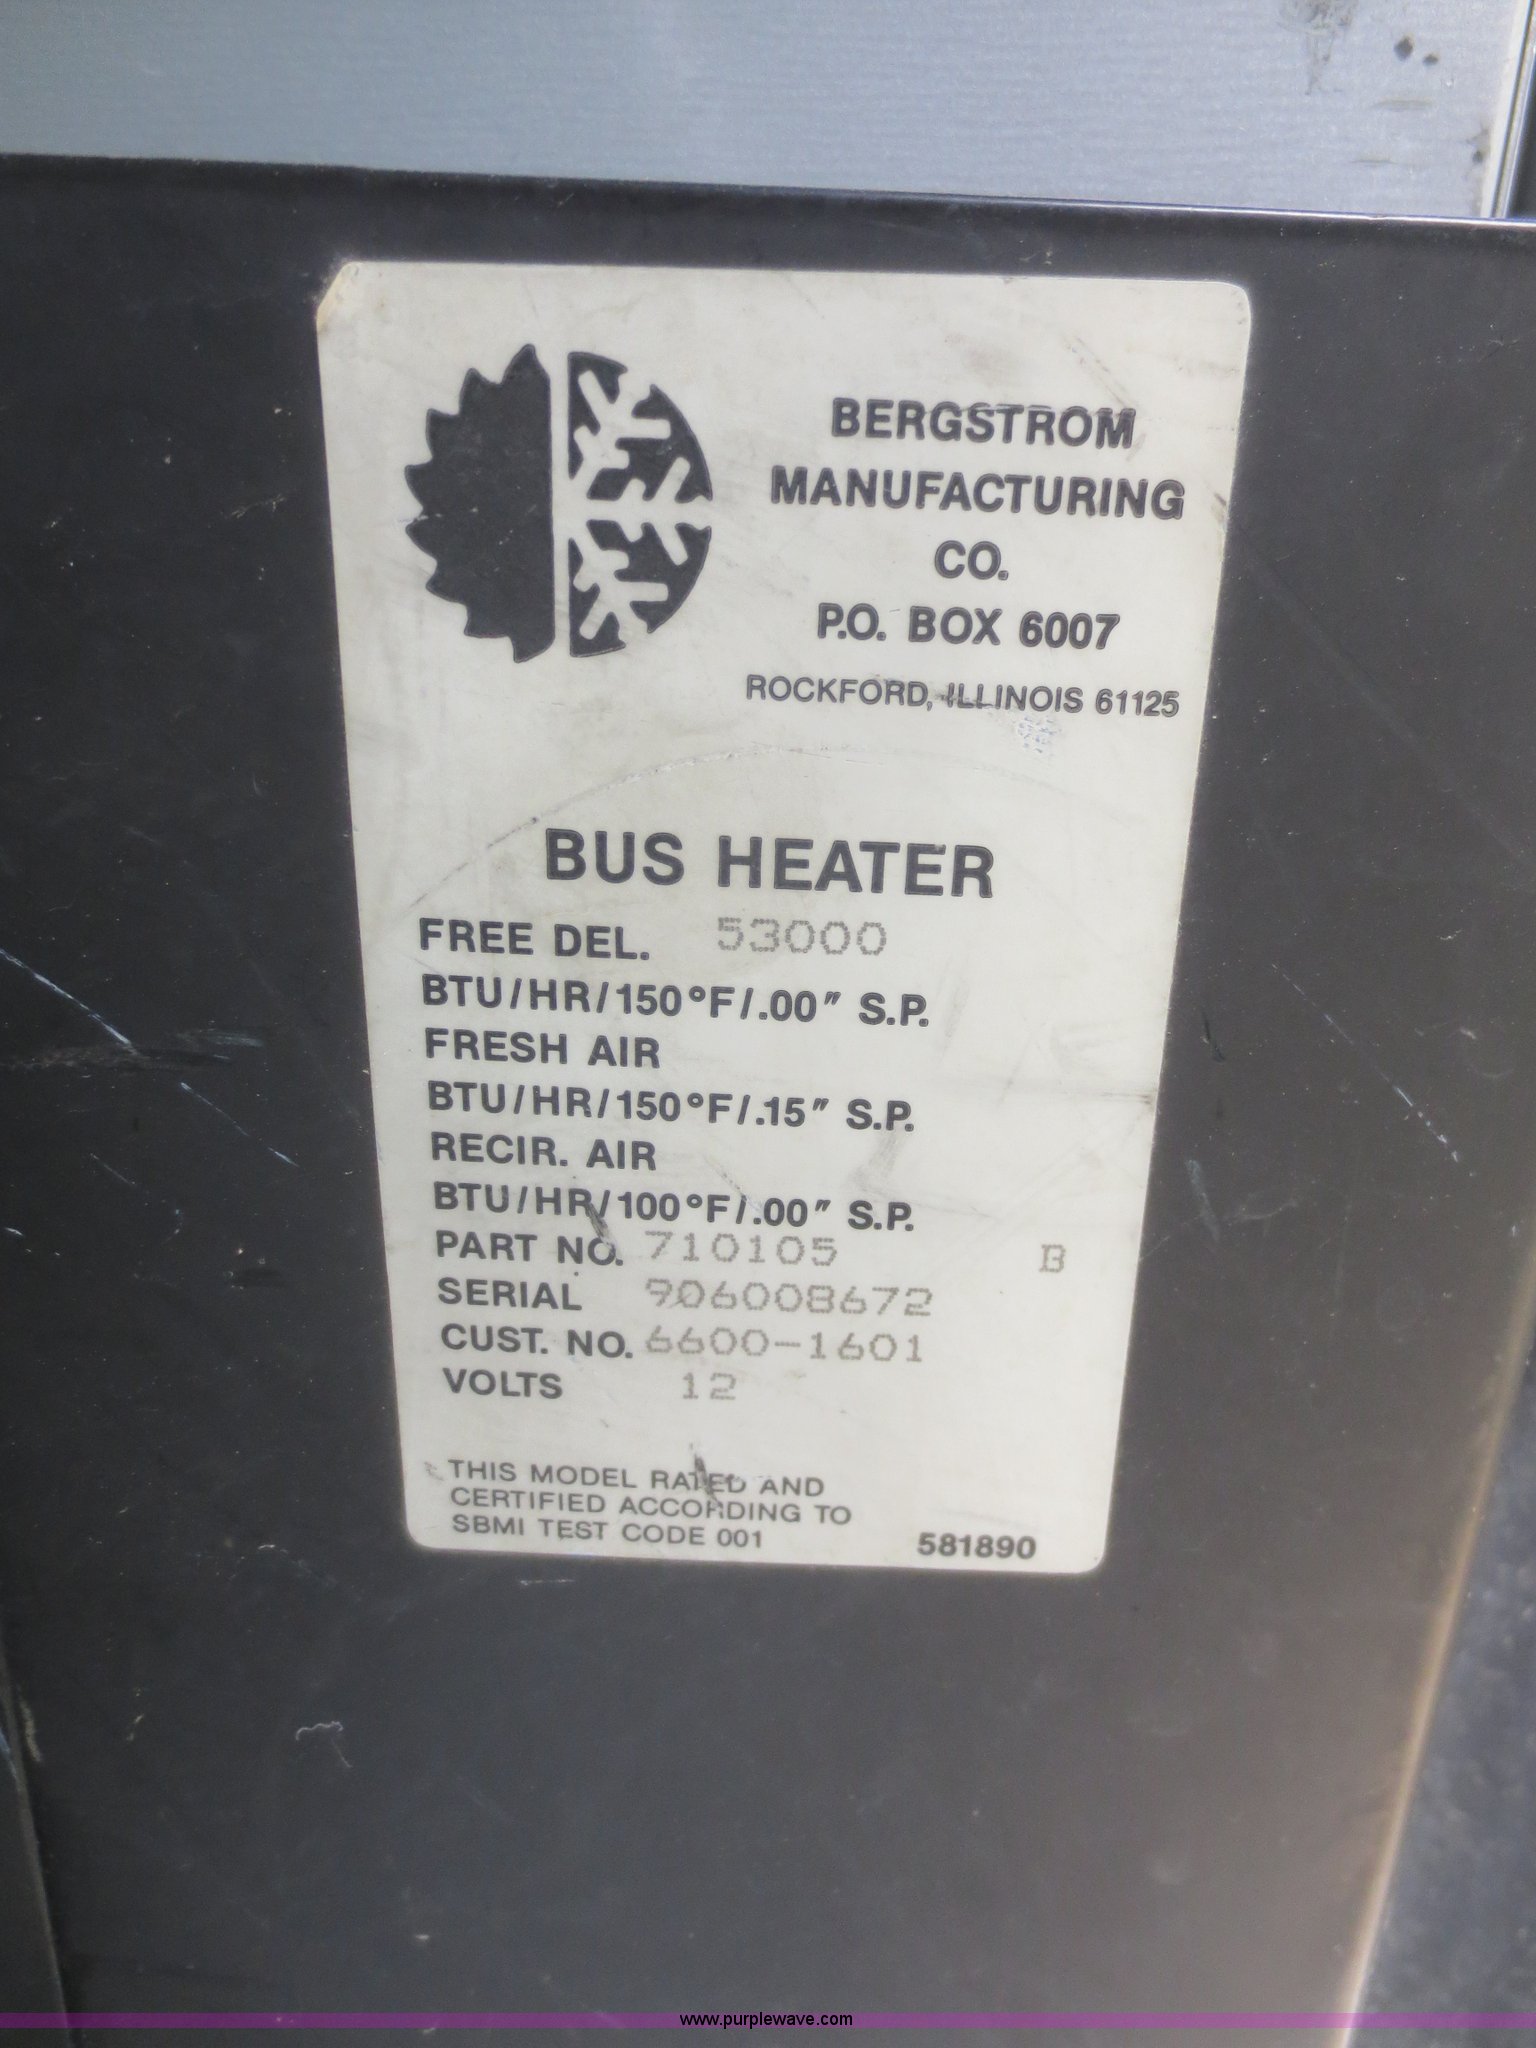 BERGSTROM
MANUFACTURING
CO.
P.O. BOX 6007
ROCKFORD, ILLINOIS 61125
BUS HEATER
FREE DEL. 53000
BTU/HR/150°F/.00" S.P.
FRESH AIR
BTU/HR/150°F/.15" S.P.
RECIR. AIR
BTU/HR/100°F/.00" S.P.
PART NO. 710105 B
SERIAL 906008672
CUST. NO. 6600-1601
VOLTS 12
THIS MODEL RATED AND
CERTIFIED ACCORDING TO
SBMI TEST CODE 001 581890
www.purplewave.com